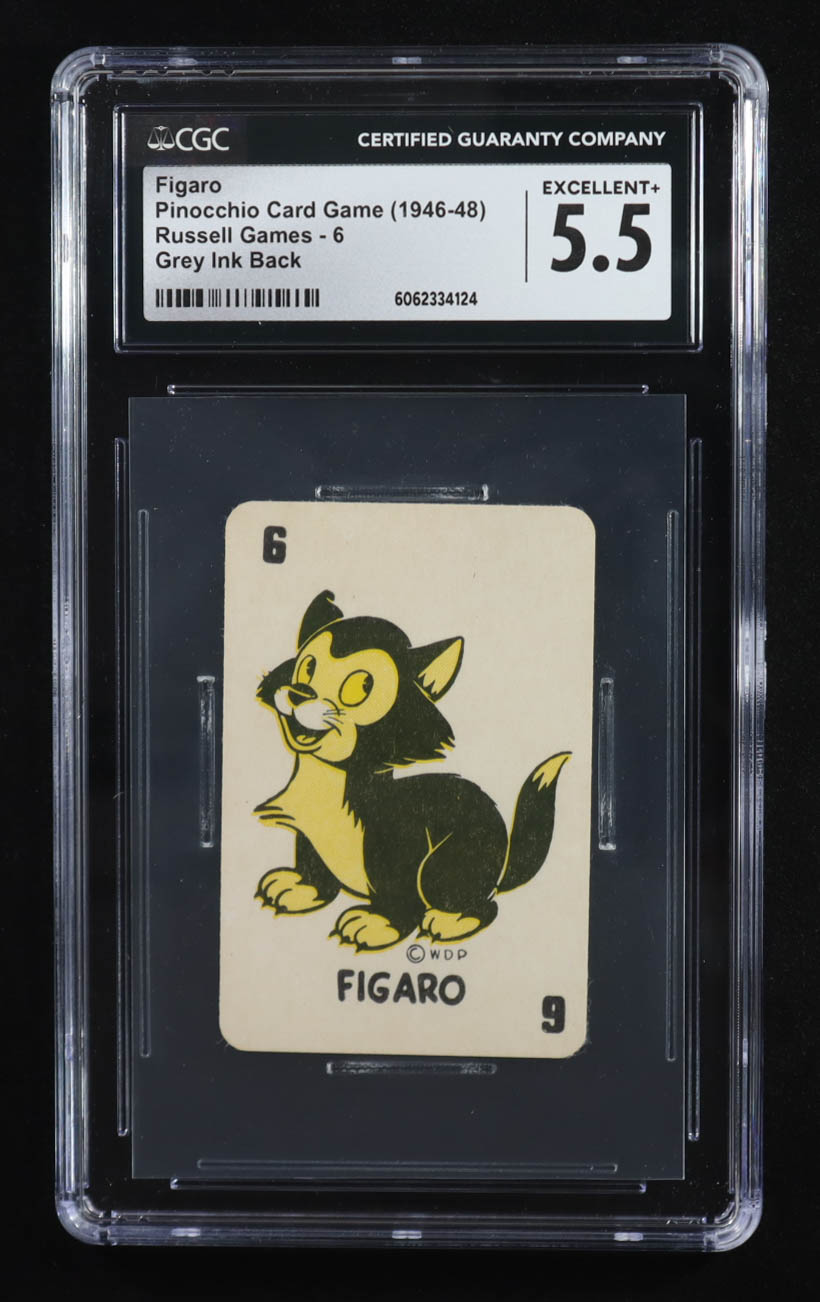 CGC
CERTIFIED GUARANTY COMPANY
Figaro
Pinocchio Card Game (1946-48)
Russell Games - 6
Grey Ink Back
EXCELLENT+
5.5
6062334124
6
© WDP
FIGARO
6